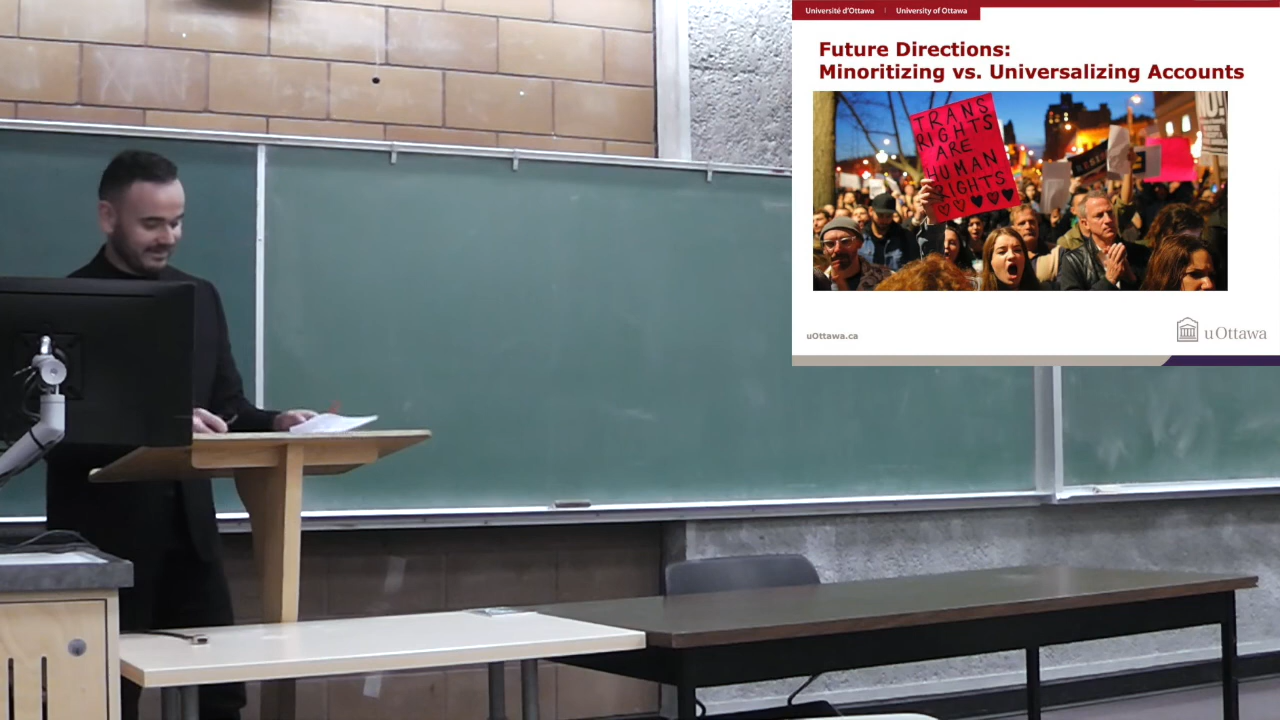 Université d'Ottawa | University of Ottawa
Future Directions:
Minoritizing vs. Universalizing Accounts
TRANS
RIGHTS
ARE
HUMAN
RIGHTS
NO!
uOttawa.ca
uOttawa